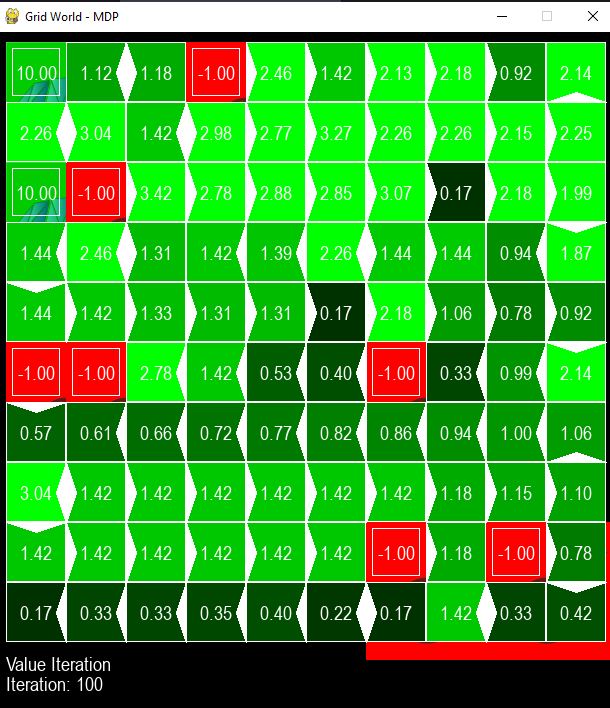 Grid World - MDP
10.00 1.12 1.18 -1.00 2.46 1.42 2.13 2.18 0.92 2.14
2.26 3.04 1.42 2.98 2.77 3.27 2.26 2.26 2.15 2.25
10.00 -1.00 3.42 2.78 2.88 2.85 3.07 0.17 2.18 1.99
1.44 2.46 1.31 1.42 1.39 2.26 1.44 1.44 0.94 1.87
1.44 1.42 1.33 1.31 1.31 0.17 2.18 1.06 0.78 0.92
-1.00 -1.00 2.78 1.42 0.53 0.40 -1.00 0.33 0.99 2.14
0.57 0.61 0.66 0.72 0.77 0.82 0.86 0.94 1.00 1.06
3.04 1.42 1.42 1.42 1.42 1.42 1.42 1.18 1.15 1.10
1.42 1.42 1.42 1.42 1.42 1.42 -1.00 1.18 -1.00 0.78
0.17 0.33 0.33 0.35 0.40 0.22 0.17 1.42 0.33 0.42
Value Iteration
Iteration: 100